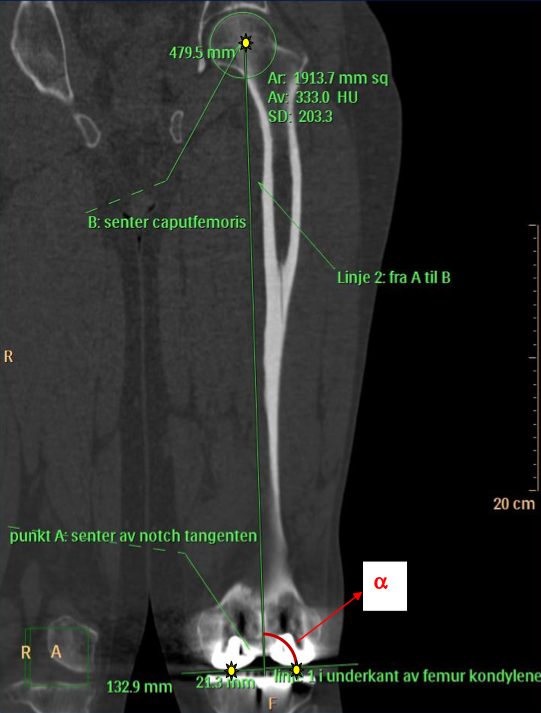 479.5 mm
Ar: 1913.7 mm sq
Av: 333.0 HU
SD: 203.3
B: senter caputfemoris
Linje 2: fra A til B
R
20 cm
punkt A: senter av notch tangenten
α
R A
132.9 mm
21.3 mm
linje 1 i underkant av femur kondylene
F